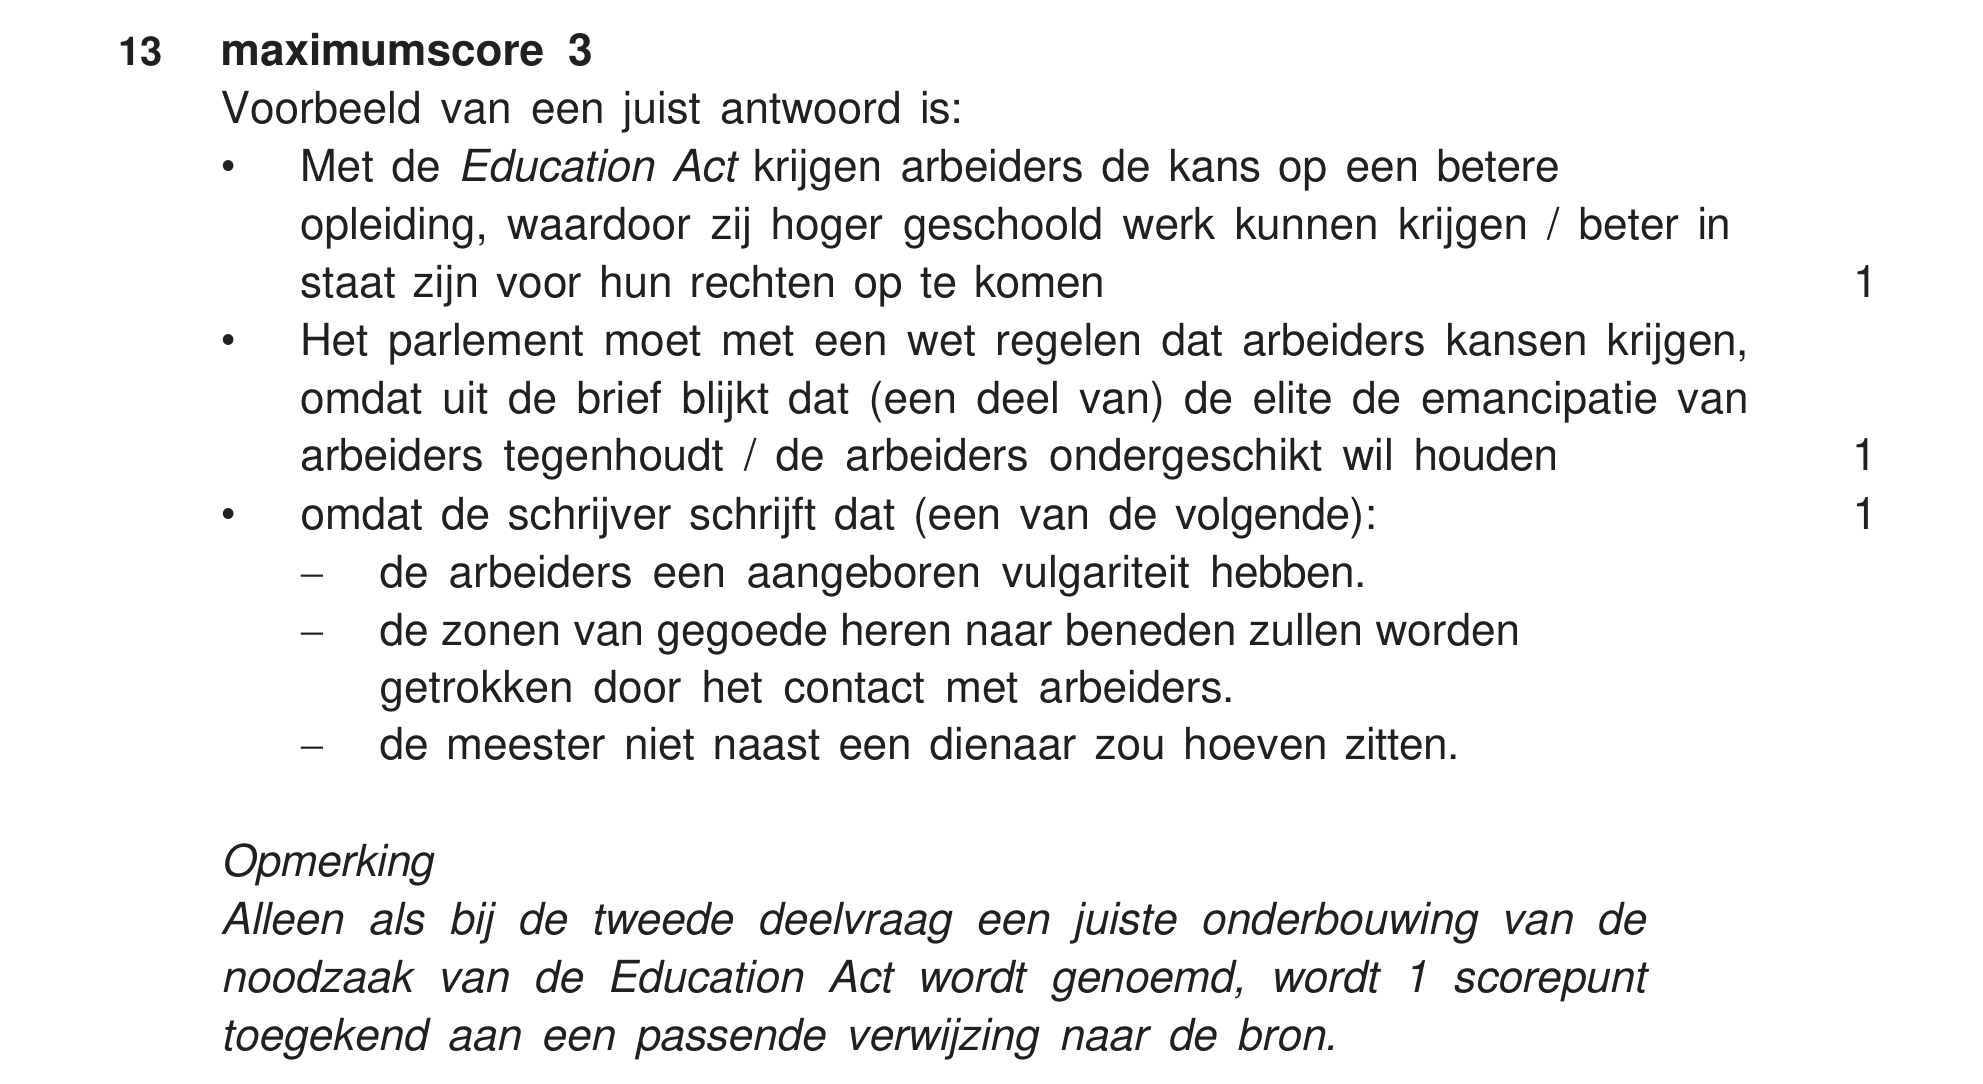 13 maximumscore 3
Voorbeeld van een juist antwoord is:
• Met de Education Act krijgen arbeiders de kans op een betere
opleiding, waardoor zij hoger geschoold werk kunnen krijgen / beter in
staat zijn voor hun rechten op te komen 1
• Het parlement moet met een wet regelen dat arbeiders kansen krijgen,
omdat uit de brief blijkt dat (een deel van) de elite de emancipatie van
arbeiders tegenhoudt / de arbeiders ondergeschikt wil houden 1
• omdat de schrijver schrijft dat (een van de volgende): 1
– de arbeiders een aangeboren vulgariteit hebben.
– de zonen van gegoede heren naar beneden zullen worden
getrokken door het contact met arbeiders.
– de meester niet naast een dienaar zou hoeven zitten.
Opmerking
Alleen als bij de tweede deelvraag een juiste onderbouwing van de
noodzaak van de Education Act wordt genoemd, wordt 1 scorepunt
toegekend aan een passende verwijzing naar de bron.